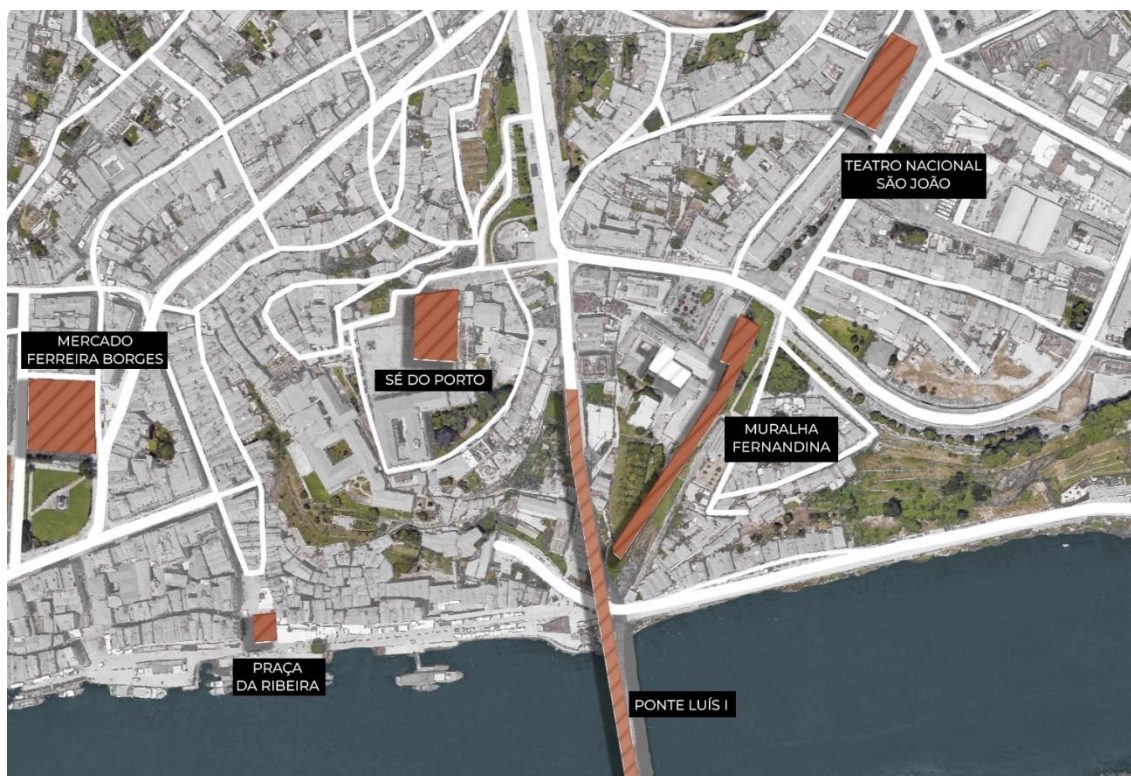 TEATRO NACIONAL
SÃO JOÃO
MERCADO
FERREIRA BORGES
SÉ DO PORTO
MURALHA
FERNANDINA
PRAÇA
DA RIBEIRA
PONTE LUÍS I